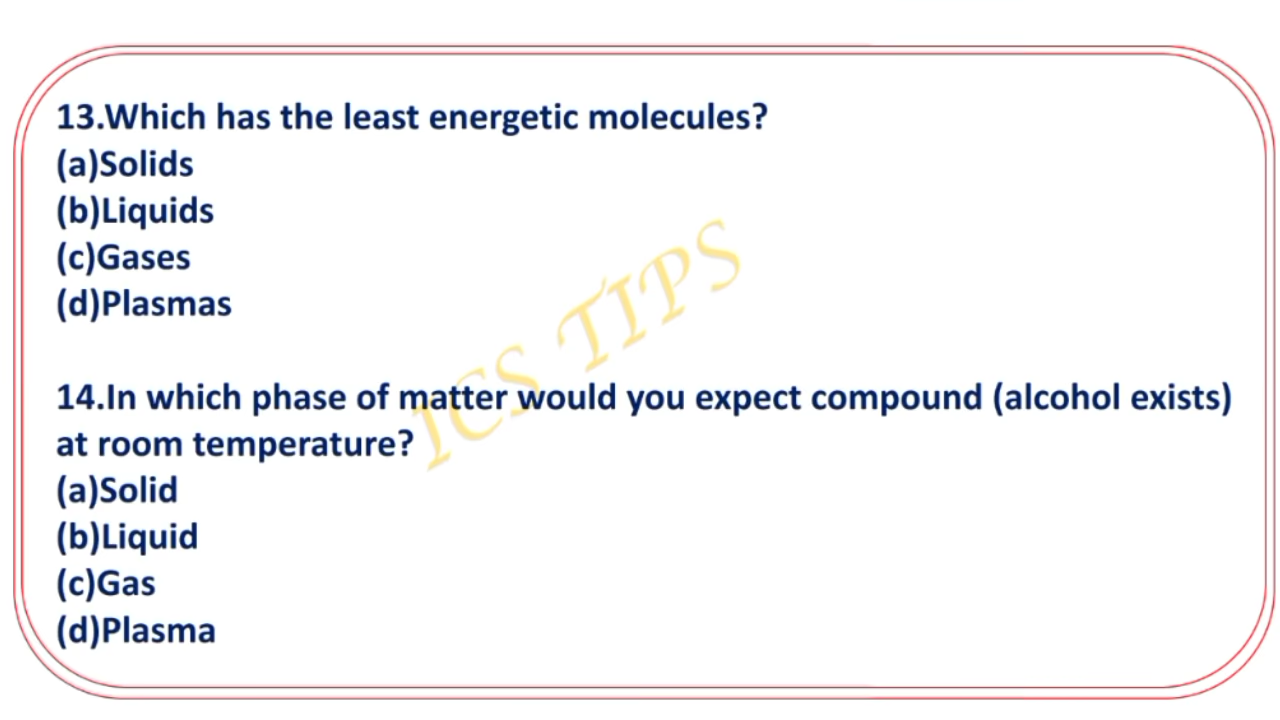 13.Which has the least energetic molecules?
(a)Solids
(b)Liquids
(c)Gases
(d)Plasmas
ICS TIPS
14.In which phase of matter would you expect compound (alcohol exists)
at room temperature?
(a)Solid
(b)Liquid
(c)Gas
(d)Plasma